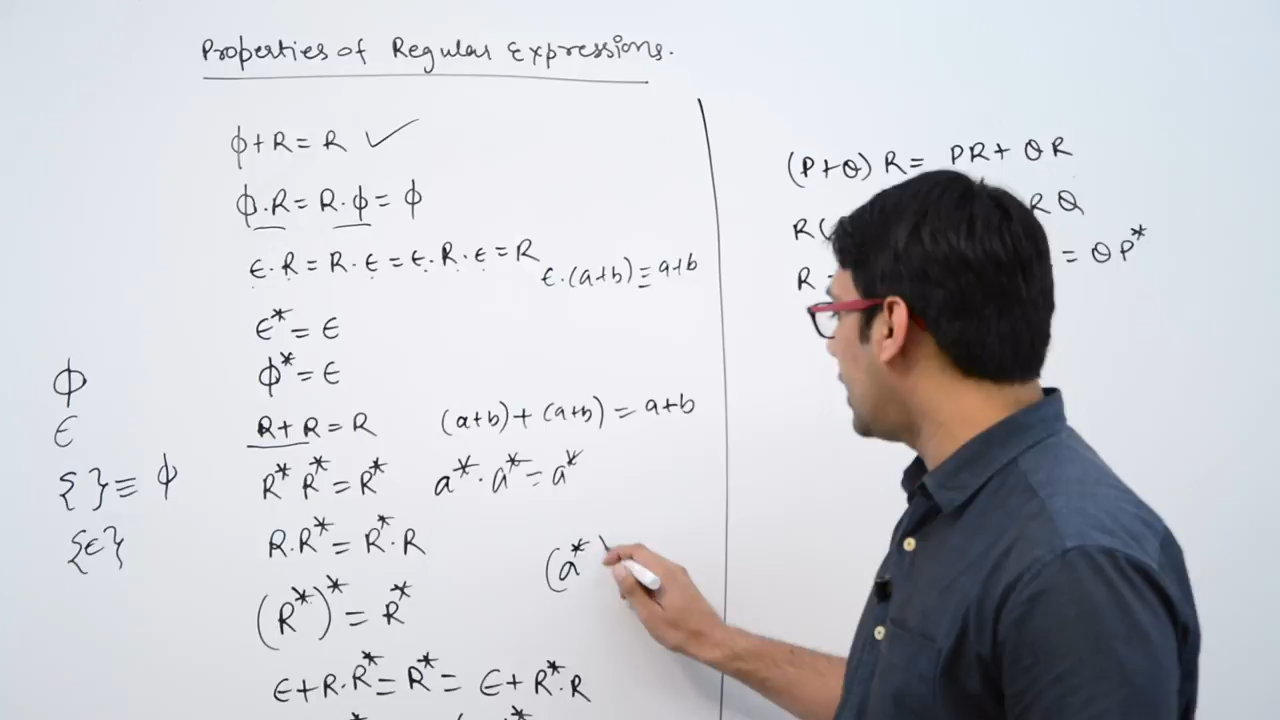 Properties of Regular Expressions.
ϕ+R = R ✓
ϕ.R = R.ϕ = ϕ
ϵ.R = R.ϵ = ϵ.R.ϵ = R
ϵ.(a+b) = a+b
ϵ* = ϵ
ϕ* = ϵ
R+R = R
(a+b)+(a+b) = a+b
R* R* = R*
a*.a* = a*
R.R* = R*.R
(a*)
(R*)* = R*
ϵ+R.R* = R* = ϵ+R*.R
ϕ
ϵ
{ } ≡ ϕ
{ϵ}
(P+Q) R = PR+QR
R( RQ
R = QP*